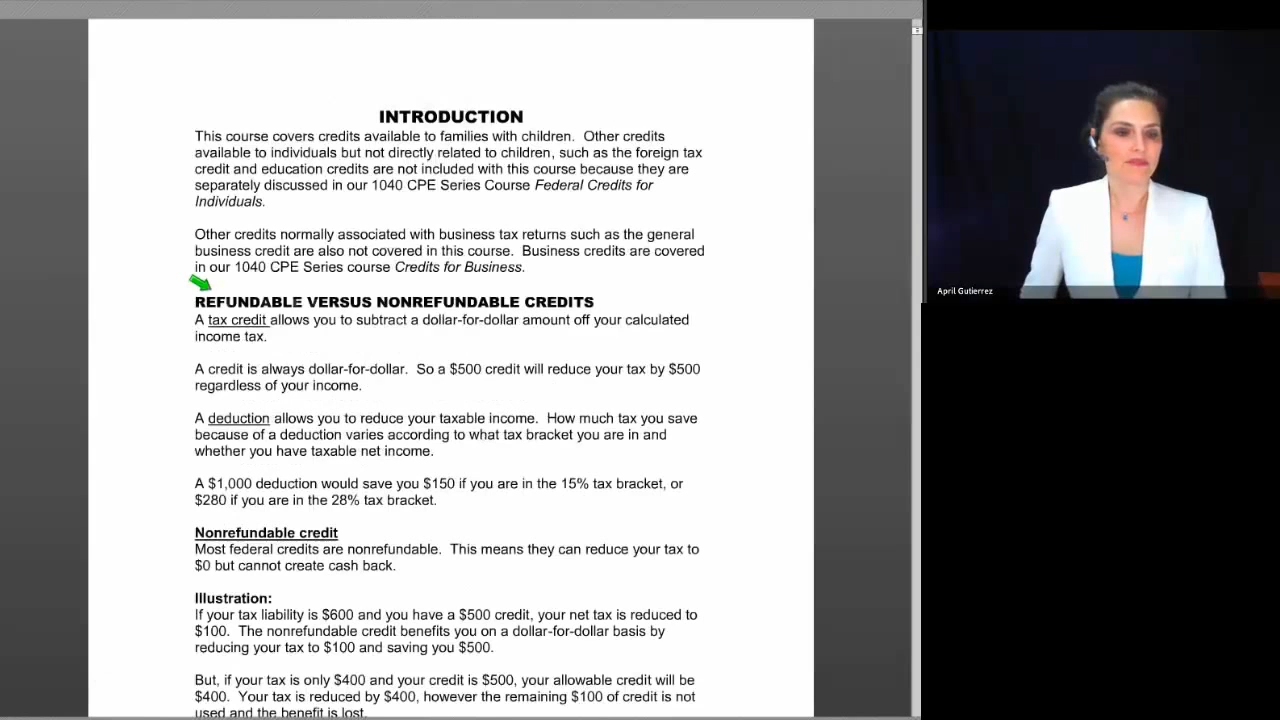 INTRODUCTION
This course covers credits available to families with children. Other credits
available to individuals but not directly related to children, such as the foreign tax
credit and education credits are not included with this course because they are
separately discussed in our 1040 CPE Series Course Federal Credits for
Individuals.
Other credits normally associated with business tax returns such as the general
business credit are also not covered in this course. Business credits are covered
in our 1040 CPE Series course Credits for Business.
REFUNDABLE VERSUS NONREFUNDABLE CREDITS
A tax credit allows you to subtract a dollar-for-dollar amount off your calculated
income tax.
A credit is always dollar-for-dollar. So a $500 credit will reduce your tax by $500
regardless of your income.
A deduction allows you to reduce your taxable income. How much tax you save
because of a deduction varies according to what tax bracket you are in and
whether you have taxable net income.
A $1,000 deduction would save you $150 if you are in the 15% tax bracket, or
$280 if you are in the 28% tax bracket.
Nonrefundable credit
Most federal credits are nonrefundable. This means they can reduce your tax to
$0 but cannot create cash back.
Illustration:
If your tax liability is $600 and you have a $500 credit, your net tax is reduced to
$100. The nonrefundable credit benefits you on a dollar-for-dollar basis by
reducing your tax to $100 and saving you $500.
But, if your tax is only $400 and your credit is $500, your allowable credit will be
$400. Your tax is reduced by $400, however the remaining $100 of credit is not
used and the benefit is lost.
April Gutierrez